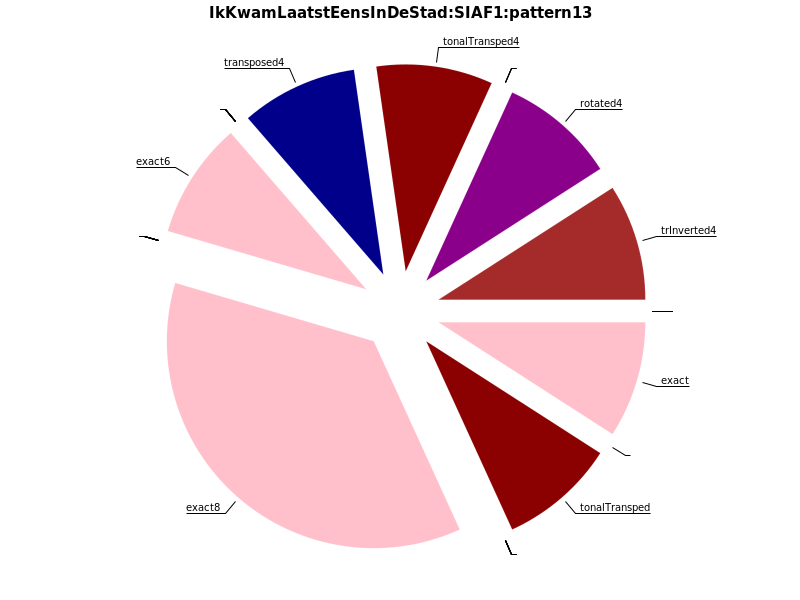 IkKwamLaatstEensInDeStad:SIAF1:pattern13
tonalTransped4
transposed4
rotated4
exact6
trInverted4
exact
exact8
tonalTransped